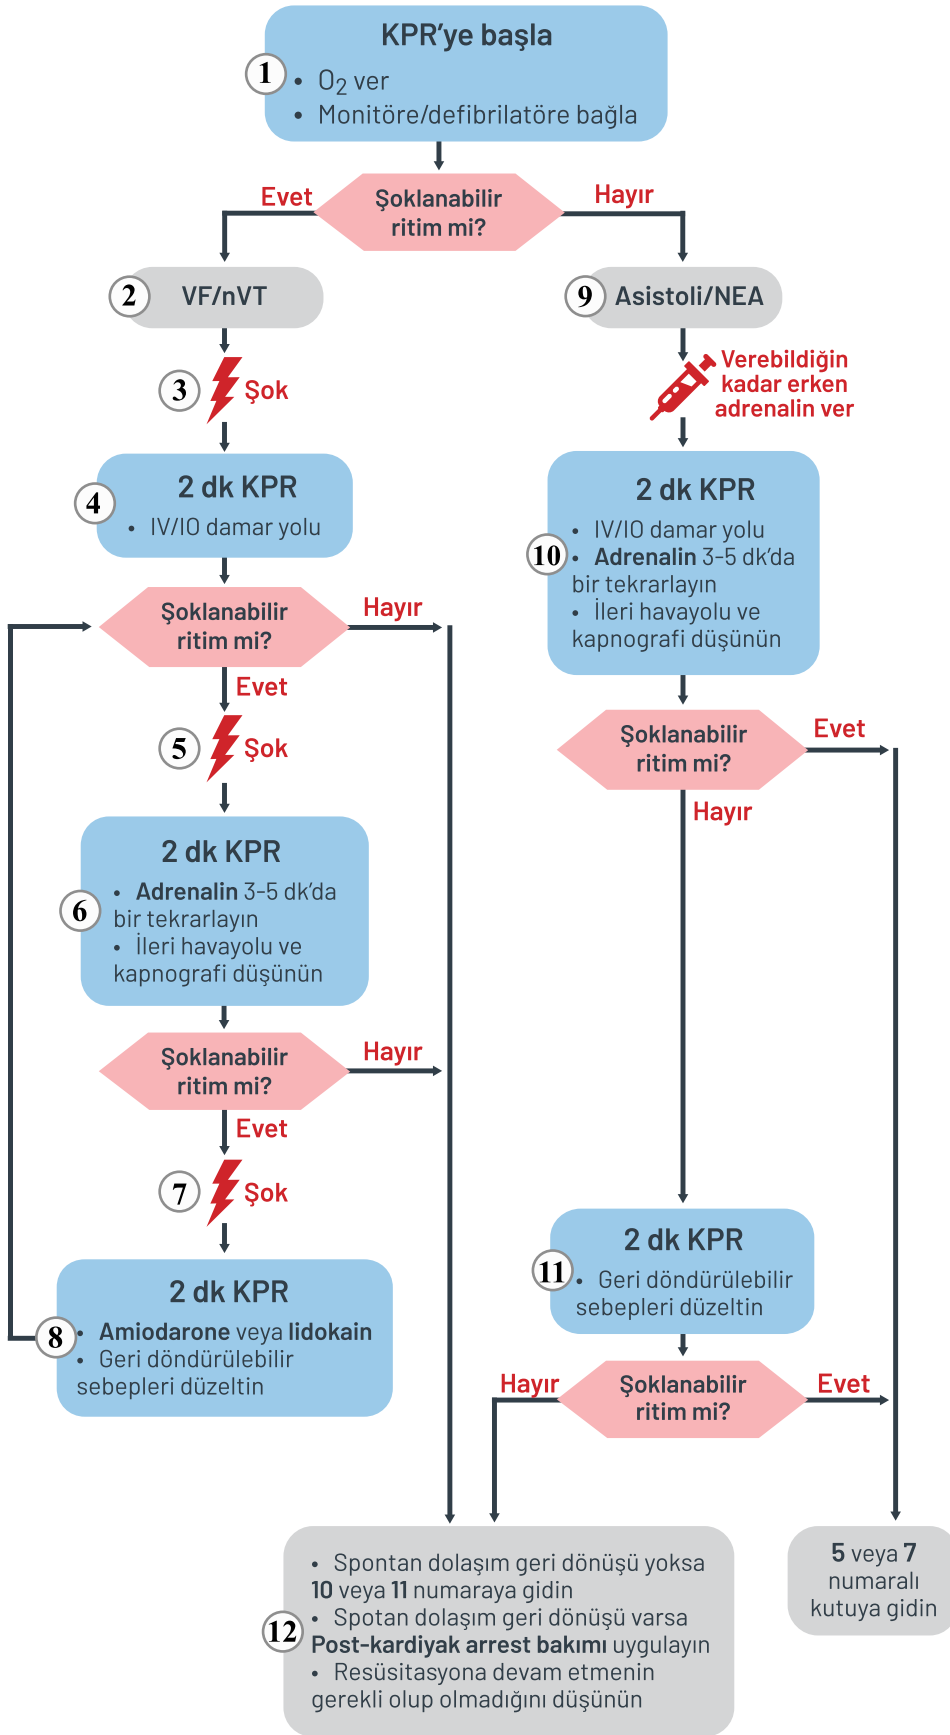 KPR’ye başla
1
• O₂ ver
• Monitöre/defibrilatöre bağla
Evet
Şoklanabilir
ritim mi?
Hayır
2
VF/nVT
3
Şok
4
2 dk KPR
• IV/IO damar yolu
Şoklanabilir
ritim mi?
Hayır
Evet
5
Şok
6
2 dk KPR
• Adrenalin 3-5 dk’da
bir tekrarlayın
• İleri havayolu ve
kapnografi düşünün
Şoklanabilir
ritim mi?
Hayır
Evet
7
Şok
8
2 dk KPR
• Amiodarone veya lidokain
• Geri döndürülebilir
sebepleri düzeltin
9
Asistoli/NEA
Verebildiğin
kadar erken
adrenalin ver
10
2 dk KPR
• IV/IO damar yolu
• Adrenalin 3-5 dk’da
bir tekrarlayın
• İleri havayolu ve
kapnografi düşünün
Şoklanabilir
ritim mi?
Evet
Hayır
11
2 dk KPR
• Geri döndürülebilir
sebepleri düzeltin
Hayır
Şoklanabilir
ritim mi?
Evet
12
• Spontan dolaşım geri dönüşü yoksa
10 veya 11 numaraya gidin
• Spotan dolaşım geri dönüşü varsa
Post-kardiyak arrest bakımı uygulayın
• Resüsitasyona devam etmenin
gerekli olup olmadığını düşünün
5 veya 7
numaralı
kutuya gidin